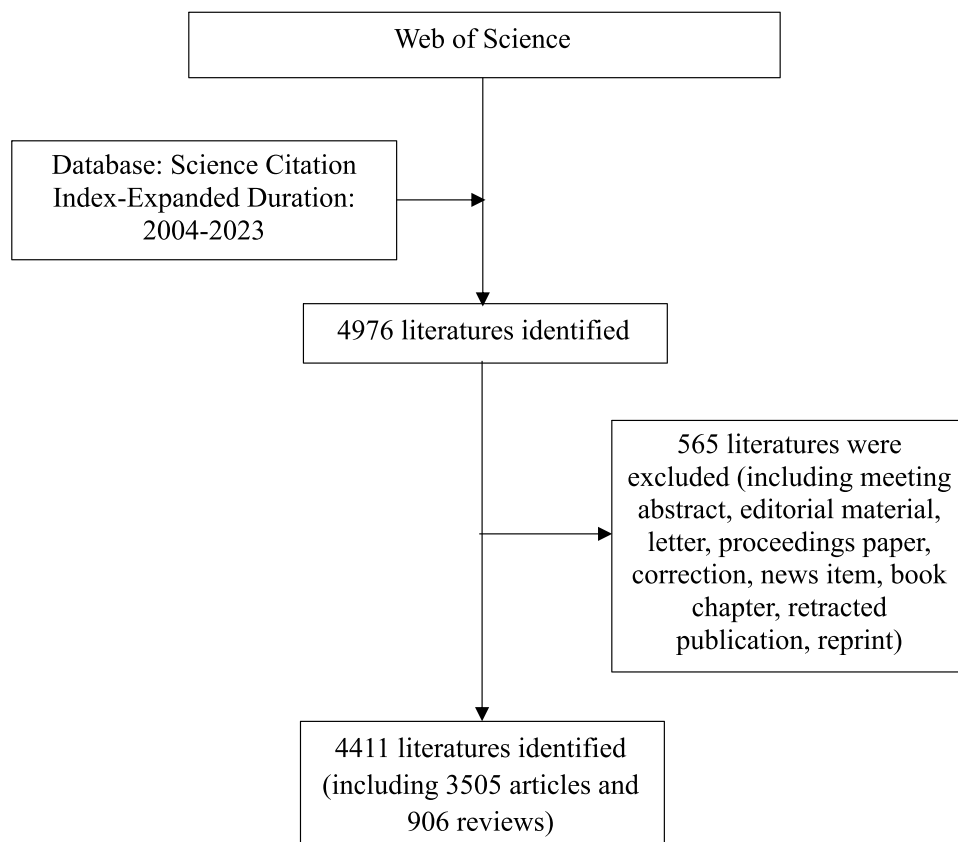 Web of Science
Database: Science Citation
Index-Expanded Duration:
2004-2023
4976 literatures identified
565 literatures were
excluded (including meeting
abstract, editorial material,
letter, proceedings paper,
correction, news item, book
chapter, retracted
publication, reprint)
4411 literatures identified
(including 3505 articles and
906 reviews)